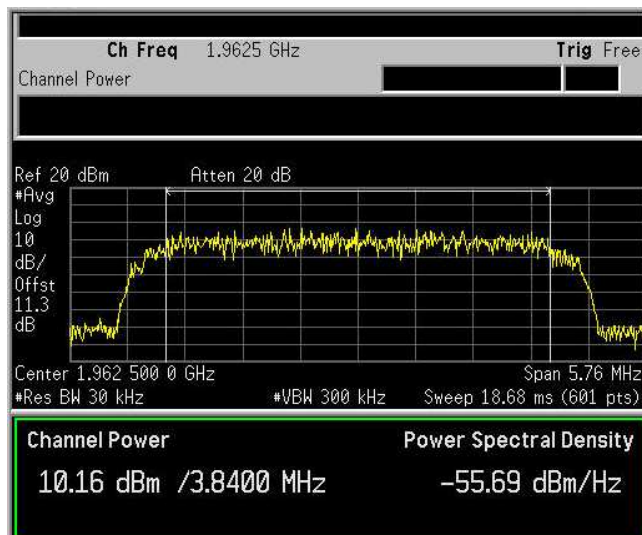 Ch Freq 1.9625 GHz Trig Free
Channel Power
Ref 20 dBm Atten 20 dB
#Avg
Log
10
dB/
Offst
11.3
dB
Center 1.962 500 0 GHz Span 5.76 MHz
#Res BW 30 kHz #VBW 300 kHz Sweep 18.68 ms (601 pts)
Channel Power Power Spectral Density
10.16 dBm /3.8400 MHz -55.69 dBm/Hz